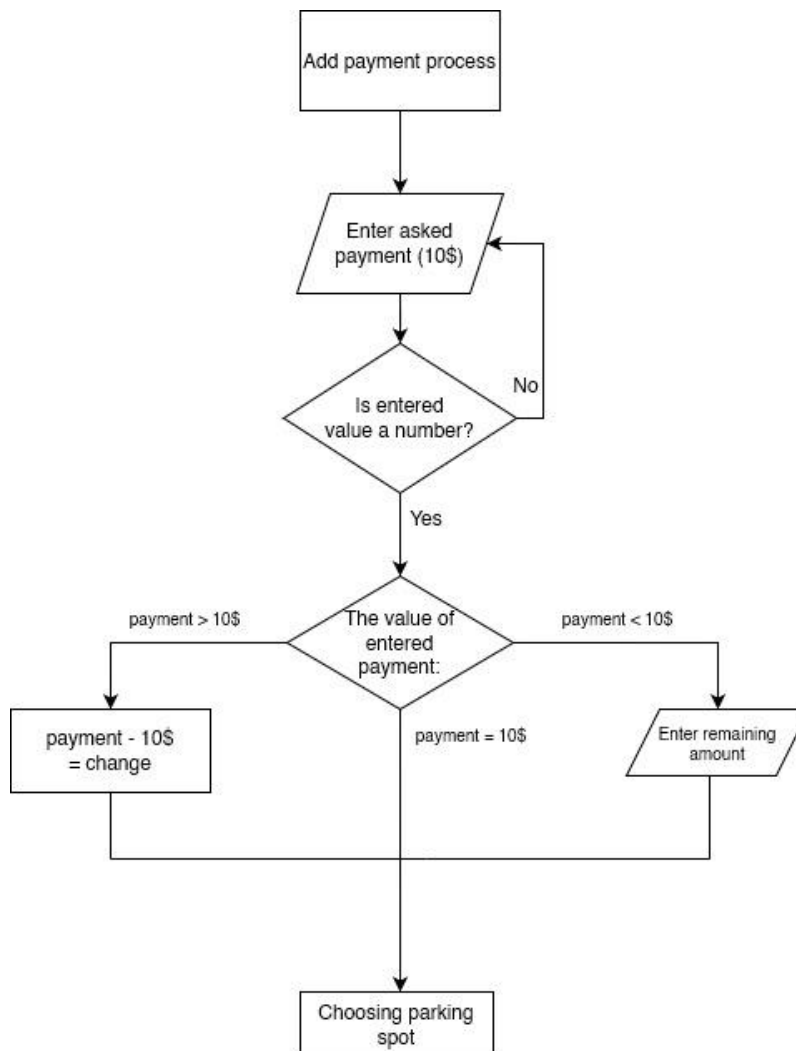 Add payment process
Enter asked
payment (10$)
No
Is entered
value a number?
Yes
payment > 10$
The value of
entered
payment:
payment < 10$
payment - 10$
= change
payment = 10$
Enter remaining
amount
Choosing parking
spot